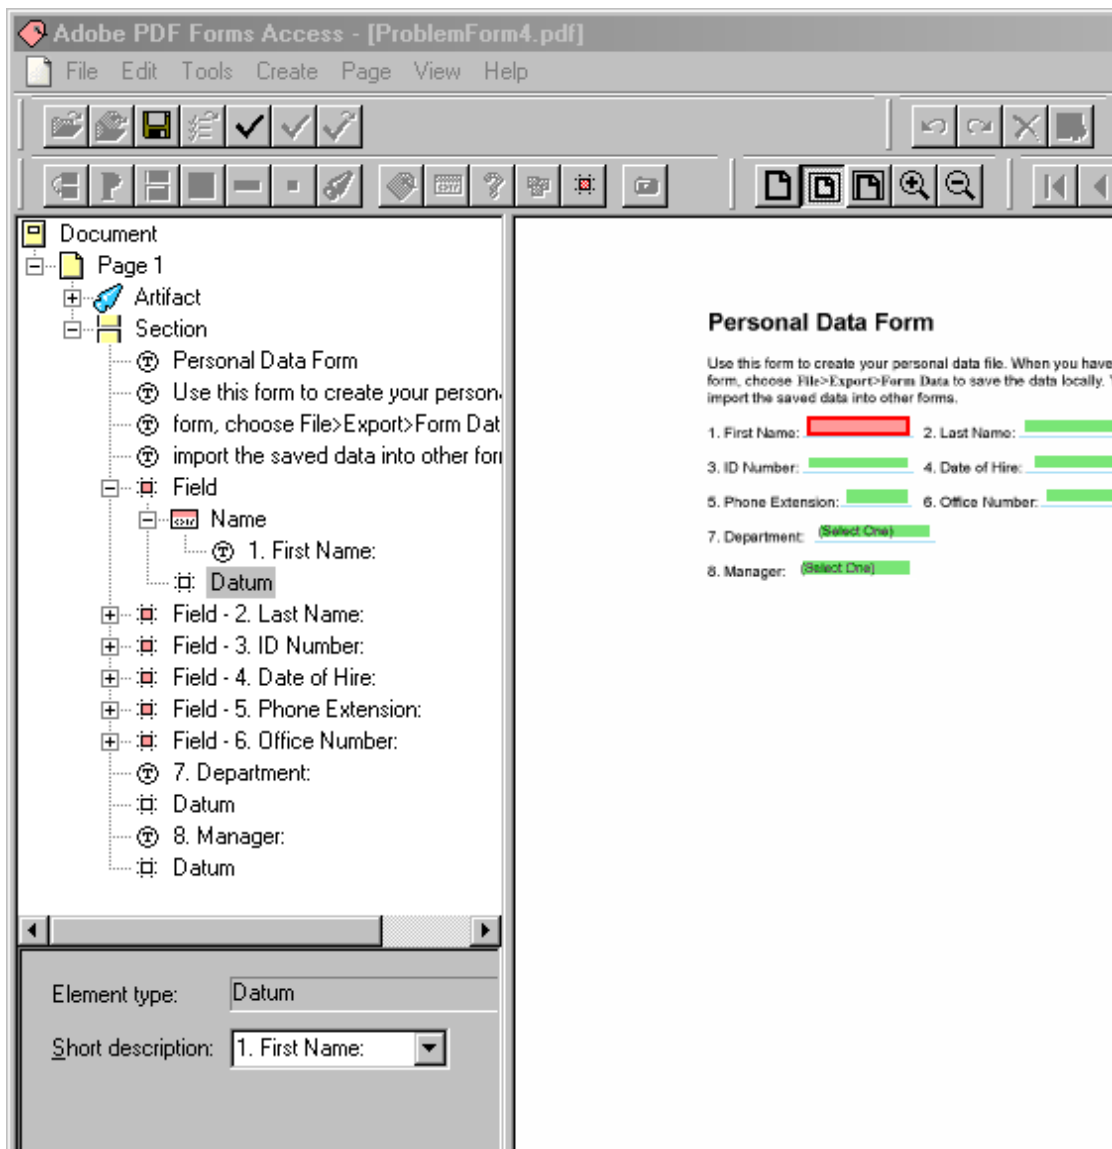 Adobe PDF Forms Access - [ProblemForm4.pdf]
File Edit Tools Create Page View Help
Document
Page 1
Artifact
Section
Personal Data Form
Use this form to create your person
form, choose File>Export>Form Dat
import the saved data into other for
Field
Name
1. First Name:
Datum
Field - 2. Last Name:
Field - 3. ID Number:
Field - 4. Date of Hire:
Field - 5. Phone Extension:
Field - 6. Office Number:
7. Department:
Datum
8. Manager:
Datum
Element type: Datum
Short description: 1. First Name:
Personal Data Form
Use this form to create your personal data file. When you have
form, choose File>Export>Form Data to save the data locally.
import the saved data into other forms.
1. First Name: 2. Last Name:
3. ID Number: 4. Date of Hire:
5. Phone Extension: 6. Office Number:
7. Department: (Select One)
8. Manager: (Select One)